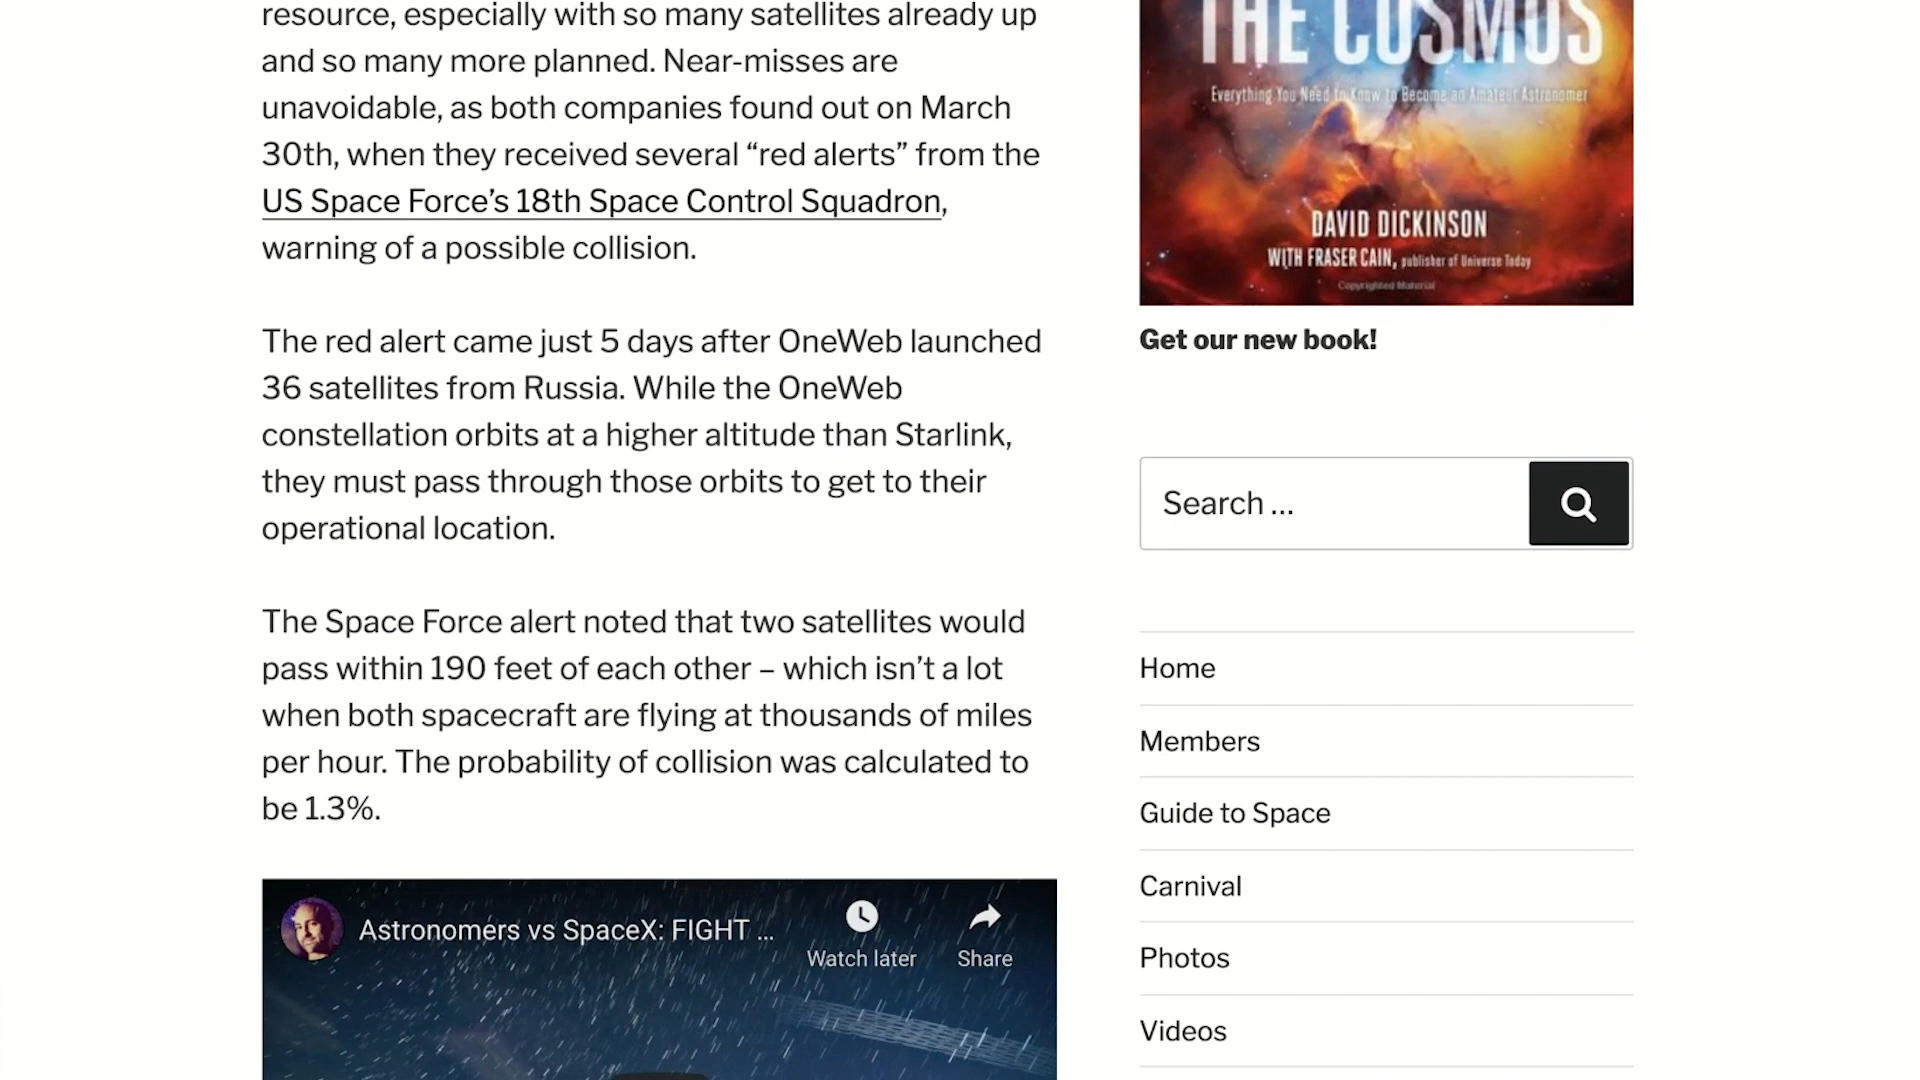 resource, especially with so many satellites already up
and so many more planned. Near-misses are
unavoidable, as both companies found out on March
30th, when they received several “red alerts” from the
US Space Force’s 18th Space Control Squadron,
warning of a possible collision.
The red alert came just 5 days after OneWeb launched
36 satellites from Russia. While the OneWeb
constellation orbits at a higher altitude than Starlink,
they must pass through those orbits to get to their
operational location.
The Space Force alert noted that two satellites would
pass within 190 feet of each other – which isn’t a lot
when both spacecraft are flying at thousands of miles
per hour. The probability of collision was calculated to
be 1.3%.
Astronomers vs SpaceX: FIGHT ...
Watch later
Share
THE COSMOS
Everything You Need to Know to Become an Amateur Astronomer
DAVID DICKINSON
WITH FRASER CAIN, publisher of Universe Today
Copyrighted Material
Get our new book!
Search ...
Home
Members
Guide to Space
Carnival
Photos
Videos